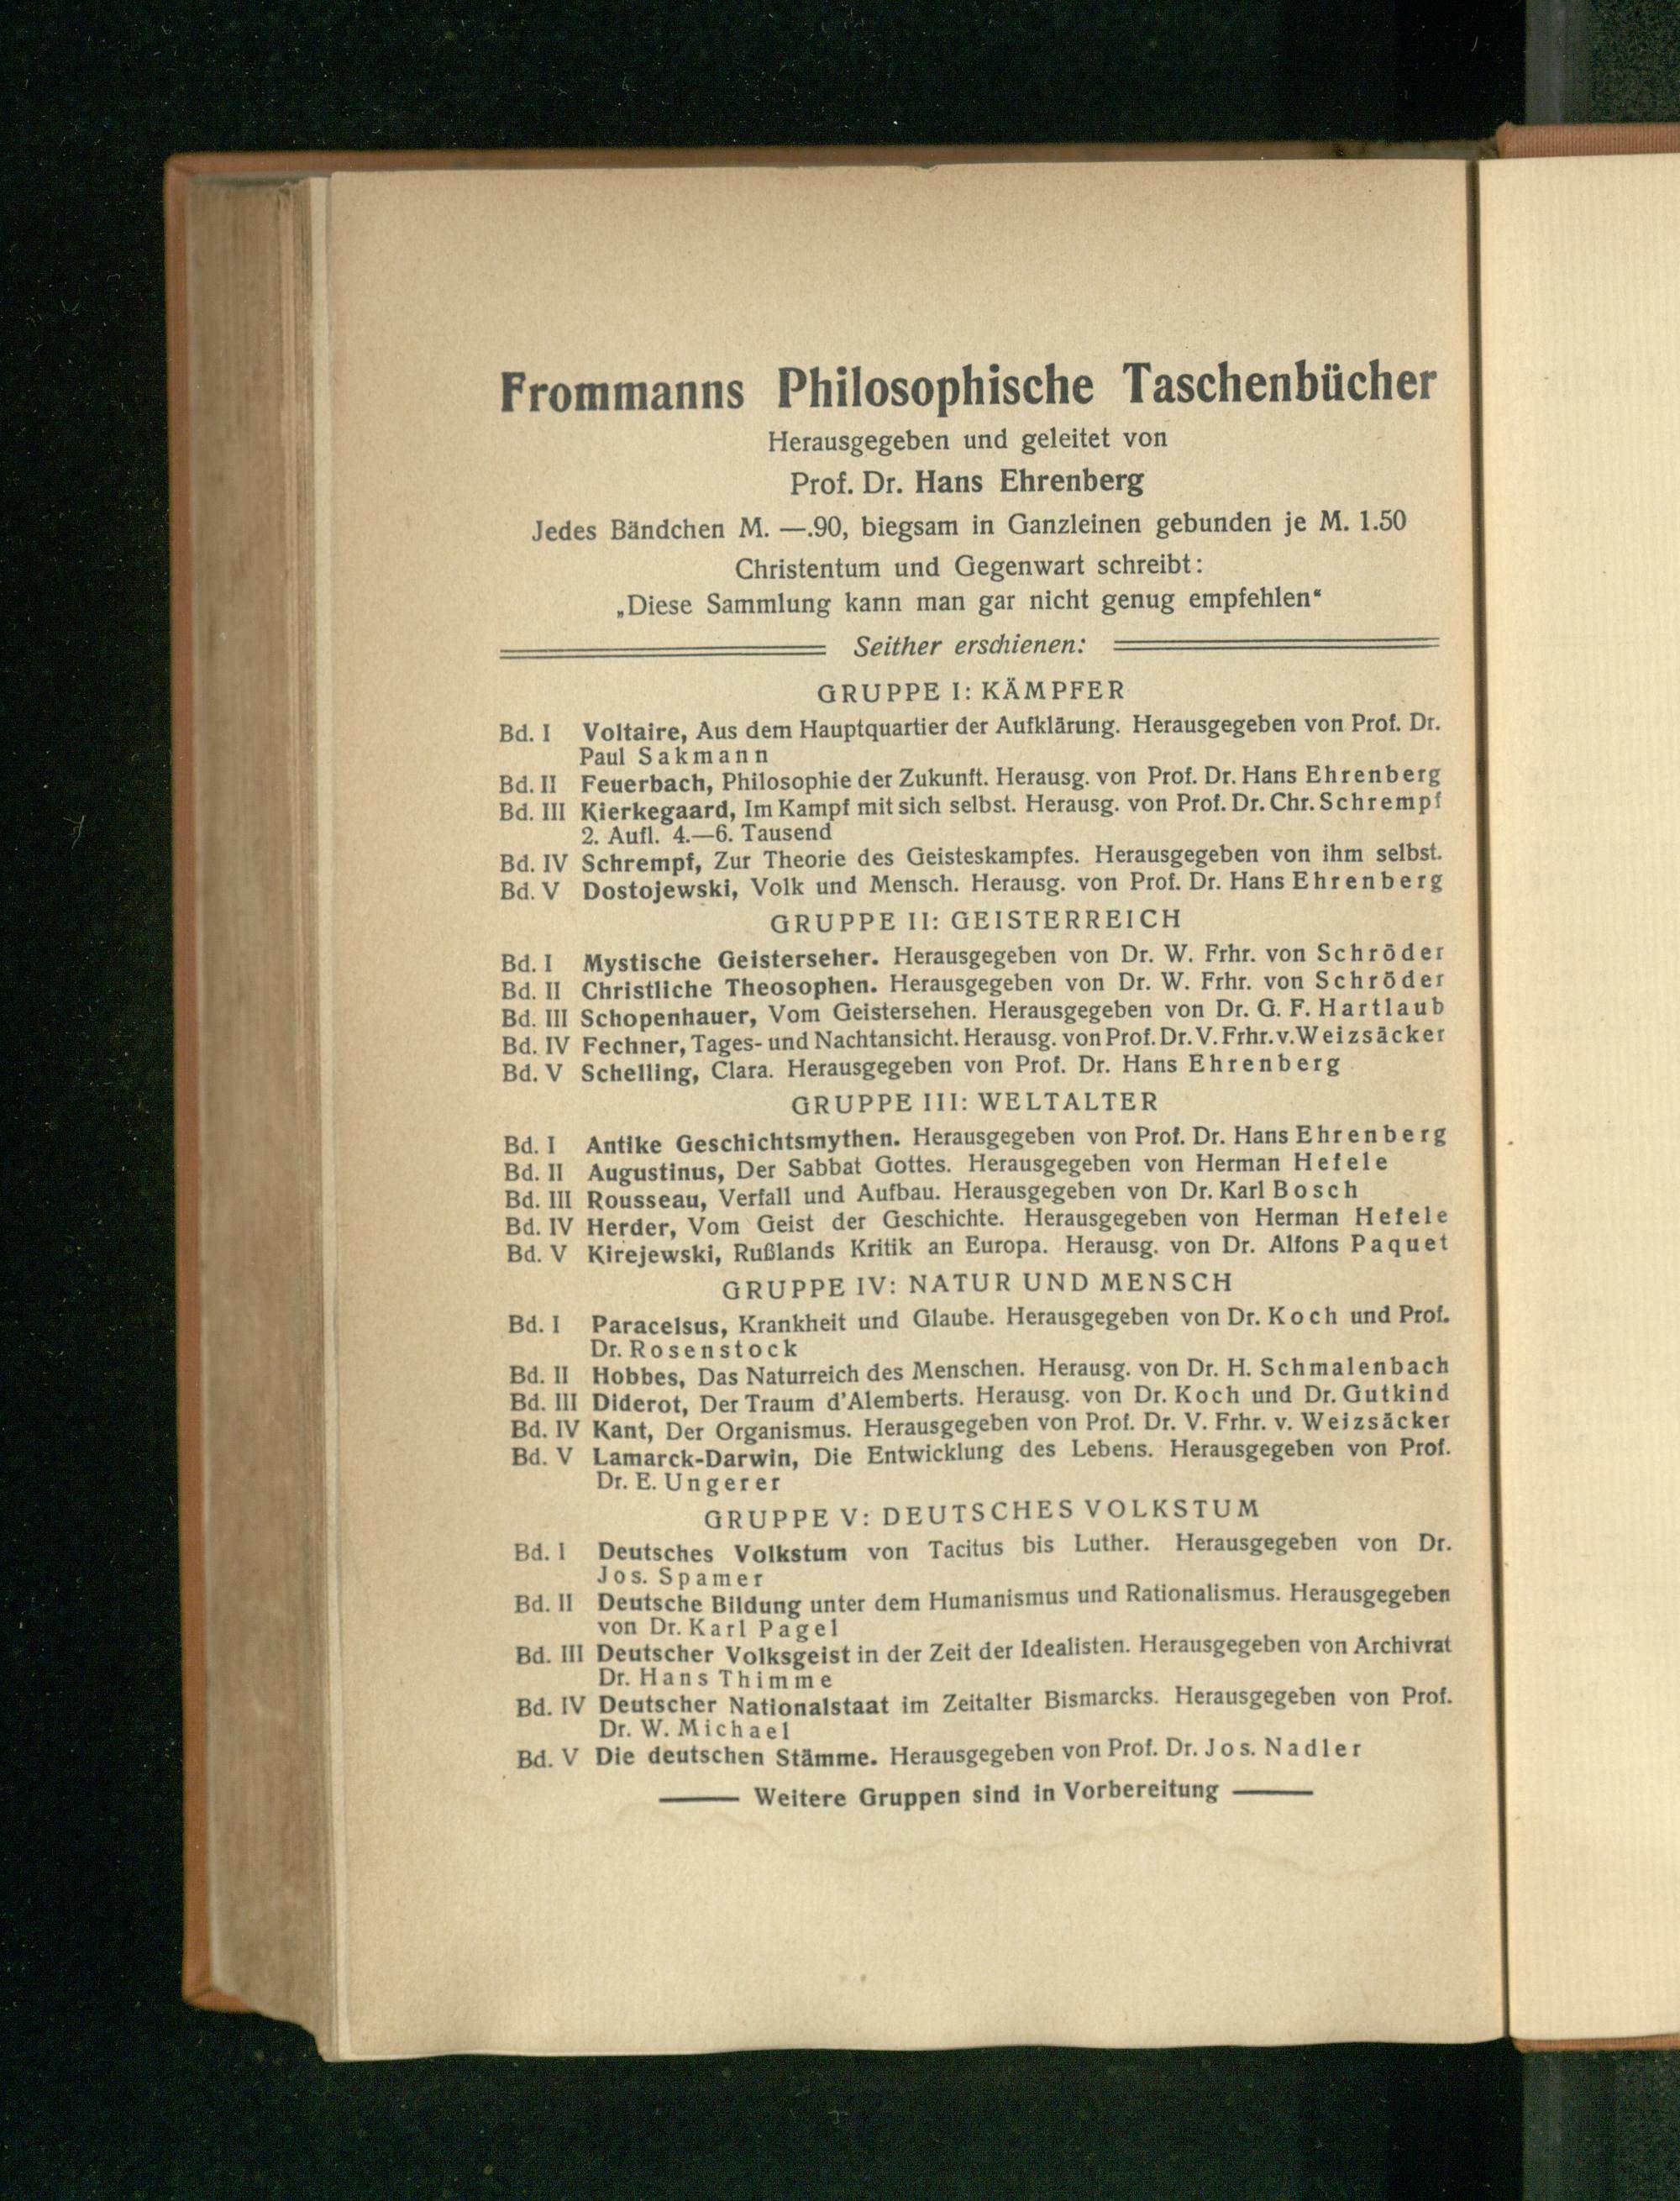 Frommanns Philosophische Taschenbücher
Herausgegeben und geleitet von
Prof. Dr. Hans Ehrenberg
Jedes Bändchen M. —.90, biegsam in Ganzleinen gebunden je M. 1.50
Christentum und Gegenwart schreibt:
„Diese Sammlung kann man gar nicht genug empfehlen“
Seither erschienen:
GRUPPE I: KÄMPFER
Bd. I Voltaire, Aus dem Hauptquartier der Aufklärung. Herausgegeben von Prof. Dr.
Paul Sakmann
Bd. II Feuerbach, Philosophie der Zukunft. Herausg. von Prof. Dr. Hans Ehrenberg
Bd. III Kierkegaard, Im Kampf mit sich selbst. Herausg. von Prof. Dr. Chr. Schrempf
2. Aufl. 4.—6. Tausend
Bd. IV Schrempf, Zur Theorie des Geisteskampfes. Herausgegeben von ihm selbst.
Bd. V Dostojewski, Volk und Mensch. Herausg. von Prof. Dr. Hans Ehrenberg
GRUPPE II: GEISTERREICH
Bd. I Mystische Geisterseher. Herausgegeben von Dr. W. Frhr. von Schröder
Bd. II Christliche Theosophen. Herausgegeben von Dr. W. Frhr. von Schröder
Bd. III Schopenhauer, Vom Geistersehen. Herausgegeben von Dr. G. F. Hartlaub
Bd. IV Fechner, Tages- und Nachtansicht. Herausg. von Prof. Dr. V. Frhr. v. Weizsäcker
Bd. V Schelling, Clara. Herausgegeben von Prof. Dr. Hans Ehrenberg
GRUPPE III: WELTALTER
Bd. I Antike Geschichtsmythen. Herausgegeben von Prof. Dr. Hans Ehrenberg
Bd. II Augustinus, Der Sabbat Gottes. Herausgegeben von Herman Hefele
Bd. III Rousseau, Verfall und Aufbau. Herausgegeben von Dr. Karl Bosch
Bd. IV Herder, Vom Geist der Geschichte. Herausgegeben von Herman Hefele
Bd. V Kirejewski, Rußlands Kritik an Europa. Herausg. von Dr. Alfons Paquet
GRUPPE IV: NATUR UND MENSCH
Bd. I Paracelsus, Krankheit und Glaube. Herausgegeben von Dr. Koch und Prof.
Dr. Rosenstock
Bd. II Hobbes, Das Naturreich des Menschen. Herausg. von Dr. H. Schmalenbach
Bd. III Diderot, Der Traum d'Alemberts. Herausg. von Dr. Koch und Dr. Gutkind
Bd. IV Kant, Der Organismus. Herausgegeben von Prof. Dr. V. Frhr. v. Weizsäcker
Bd. V Lamarck-Darwin, Die Entwicklung des Lebens. Herausgegeben von Prof.
Dr. E. Ungerer
GRUPPE V: DEUTSCHES VOLKSTUM
Bd. I Deutsches Volkstum von Tacitus bis Luther. Herausgegeben von Dr.
Jos. Spamer
Bd. II Deutsche Bildung unter dem Humanismus und Rationalismus. Herausgegeben
von Dr. Karl Pagel
Bd. III Deutscher Volksgeist in der Zeit der Idealisten. Herausgegeben von Archivrat
Dr. Hans Thimme
Bd. IV Deutscher Nationalstaat im Zeitalter Bismarcks. Herausgegeben von Prof.
Dr. W. Michael
Bd. V Die deutschen Stämme. Herausgegeben von Prof. Dr. Jos. Nadler
—— Weitere Gruppen sind in Vorbereitung ——